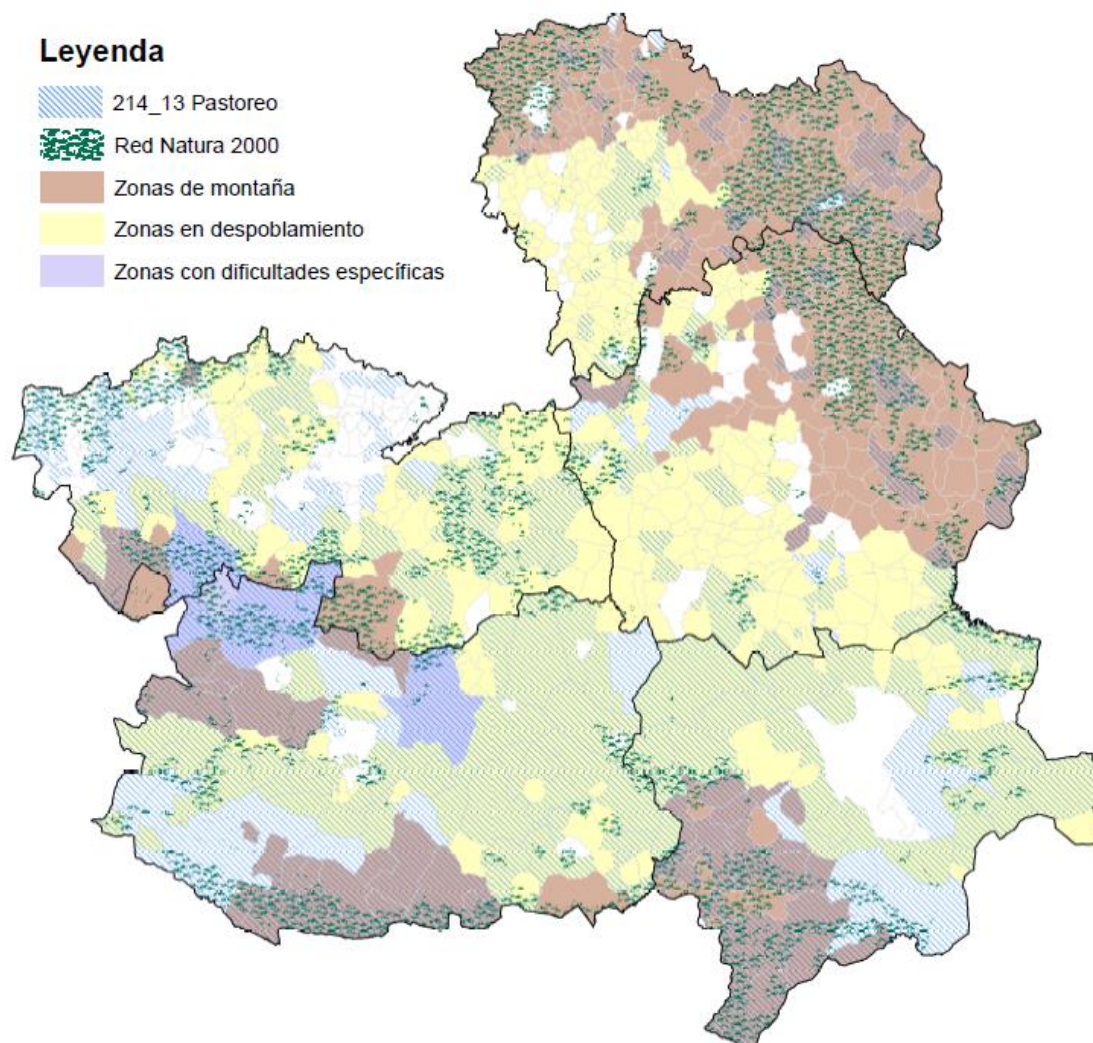 Leyenda
214_13 Pastoreo
Red Natura 2000
Zonas de montaña
Zonas en despoblamiento
Zonas con dificultades específicas